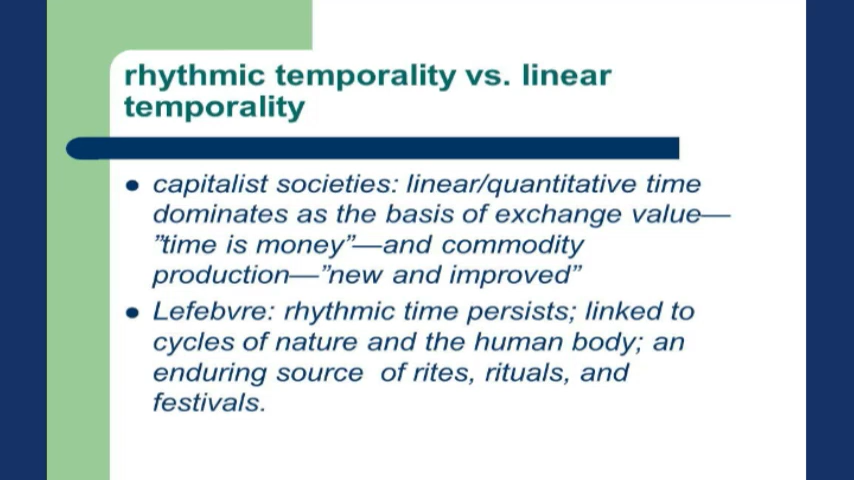 rhythmic temporality vs. linear
temporality
● capitalist societies: linear/quantitative time
dominates as the basis of exchange value—
”time is money”—and commodity
production—”new and improved”
● Lefebvre: rhythmic time persists; linked to
cycles of nature and the human body; an
enduring source of rites, rituals, and
festivals.